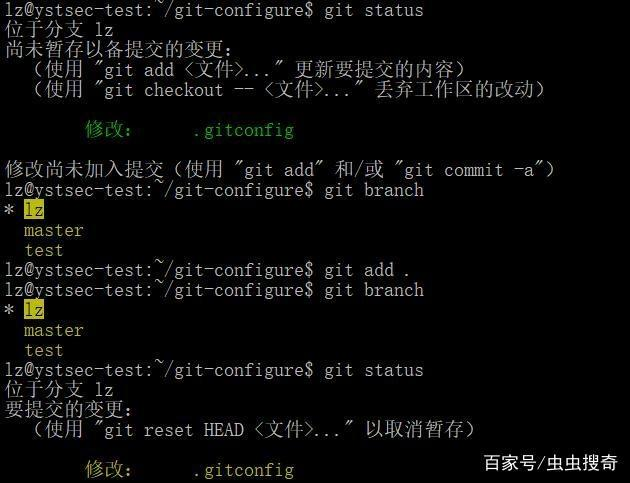 lz@ystsec-test:~/git-configure$ git status
位于分支 lz
尚未暂存以备提交的变更：
（使用 "git add <文件>..." 更新要提交的内容）
（使用 "git checkout -- <文件>..." 丢弃工作区的改动）
修改： .gitconfig
修改尚未加入提交（使用 "git add" 和/或 "git commit -a"）
lz@ystsec-test:~/git-configure$ git branch
* lz
master
test
lz@ystsec-test:~/git-configure$ git add .
lz@ystsec-test:~/git-configure$ git branch
* lz
master
test
lz@ystsec-test:~/git-configure$ git status
位于分支 lz
要提交的变更：
（使用 "git reset HEAD <文件>..." 以取消暂存）
修改： .gitconfig
百家号/虫虫搜奇